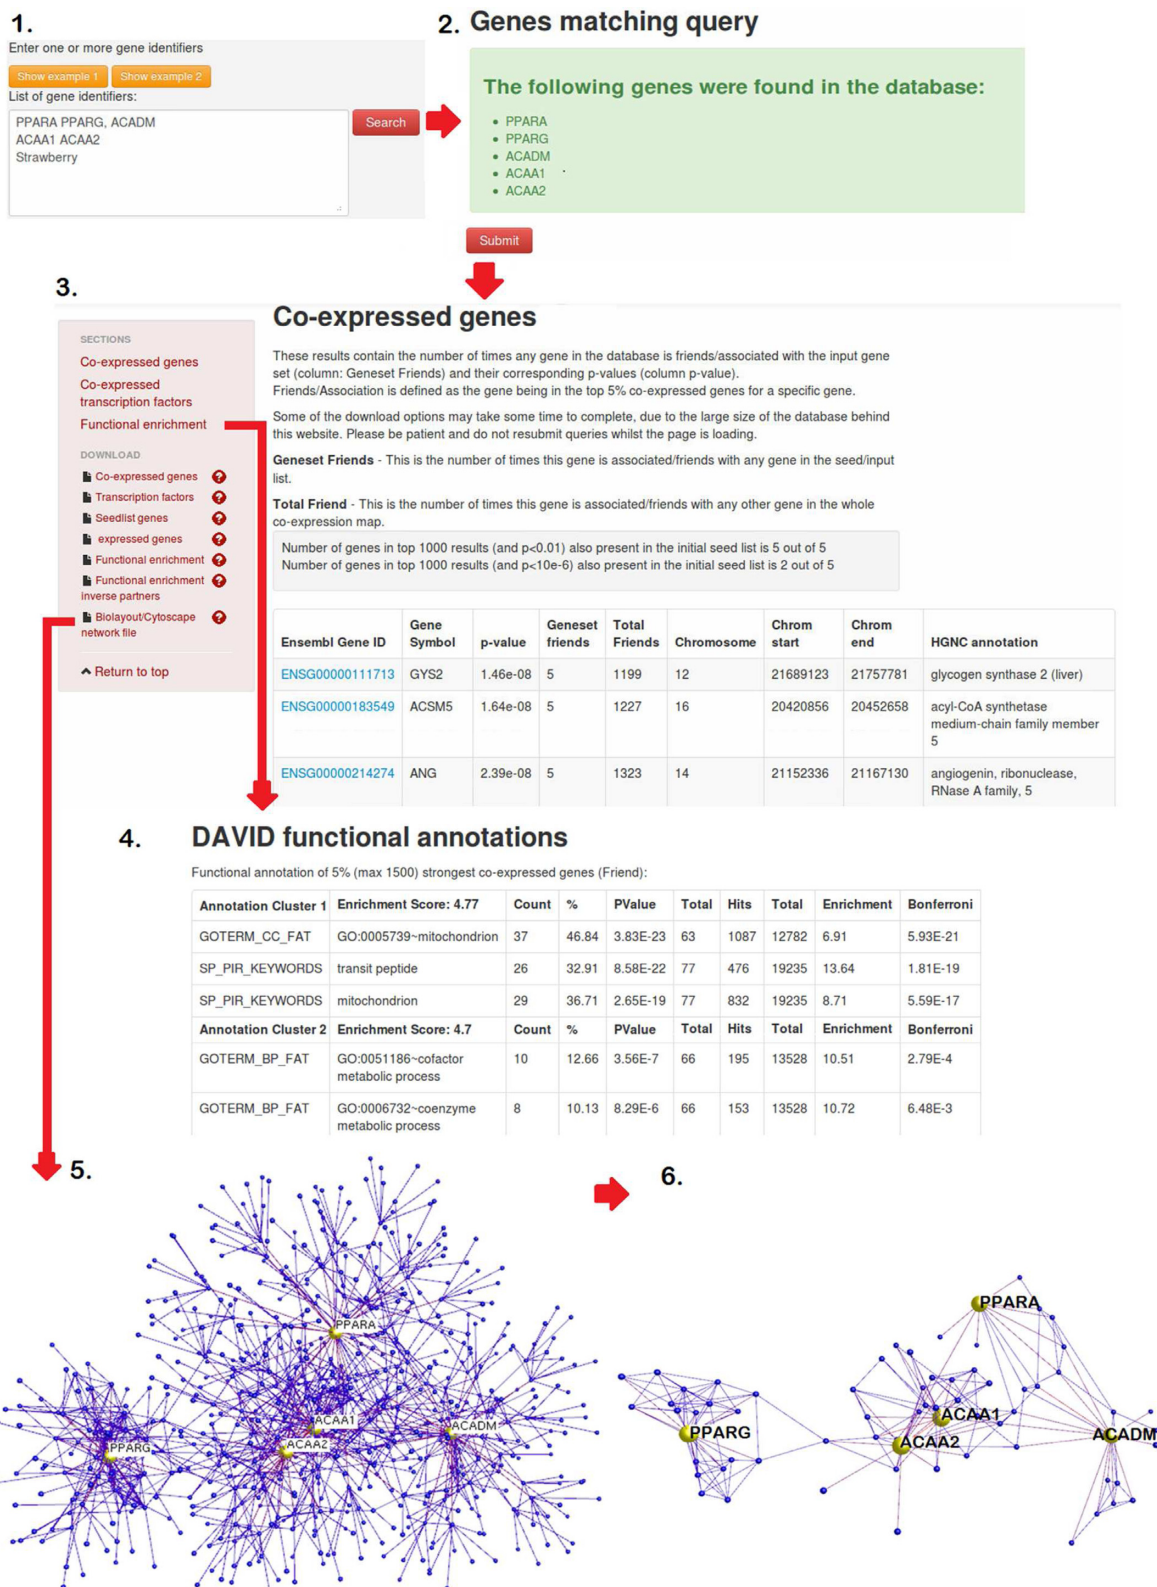 1.
Enter one or more gene identifiers
Show example 1 Show example 2
List of gene identifiers:
PPARA PPARG, ACADM
ACAA1 ACAA2
Strawberry
Search
2. Genes matching query
The following genes were found in the database:
• PPARA
• PPARG
• ACADM
• ACAA1
• ACAA2
Submit
3.
SECTIONS
Co-expressed genes
Co-expressed
transcription factors
Functional enrichment
DOWNLOAD
Co-expressed genes ?
Transcription factors ?
Seedlist genes ?
expressed genes ?
Functional enrichment ?
Functional enrichment ?
inverse partners
Biolayout/Cytoscape ?
network file
Return to top
Co-expressed genes
These results contain the number of times any gene in the database is friends/associated with the input gene
set (column: Geneset Friends) and their corresponding p-values (column p-value).
Friends/Association is defined as the gene being in the top 5% co-expressed genes for a specific gene.
Some of the download options may take some time to complete, due to the large size of the database behind
this website. Please be patient and do not resubmit queries whilst the page is loading.
Geneset Friends - This is the number of times this gene is associated/friends with any gene in the seed/input
list.
Total Friend - This is the number of times this gene is associated/friends with any other gene in the whole
co-expression map.
Number of genes in top 1000 results (and p<0.01) also present in the initial seed list is 5 out of 5
Number of genes in top 1000 results (and p<10e-6) also present in the initial seed list is 2 out of 5
Ensembl Gene ID Gene Symbol p-value Geneset friends Total Friends Chromosome Chrom start Chrom end HGNC annotation
ENSG00000111713 GYS2 1.46e-08 5 1199 12 21689123 21757781 glycogen synthase 2 (liver)
ENSG00000183549 ACSM5 1.64e-08 5 1227 16 20420856 20452658 acyl-CoA synthetase
medium-chain family member
5
ENSG00000214274 ANG 2.39e-08 5 1323 14 21152336 21167130 angiogenin, ribonuclease,
RNase A family, 5
4. DAVID functional annotations
Functional annotation of 5% (max 1500) strongest co-expressed genes (Friend):
Annotation Cluster 1 Enrichment Score: 4.77 Count % PValue Total Hits Total Enrichment Bonferroni
GOTERM_CC_FAT GO:0005739~mitochondrion 37 46.84 3.83E-23 63 1087 12782 6.91 5.93E-21
SP_PIR_KEYWORDS transit peptide 26 32.91 8.58E-22 77 476 19235 13.64 1.81E-19
SP_PIR_KEYWORDS mitochondrion 29 36.71 2.65E-19 77 832 19235 8.71 5.59E-17
Annotation Cluster 2 Enrichment Score: 4.7 Count % PValue Total Hits Total Enrichment Bonferroni
GOTERM_BP_FAT GO:0051186~cofactor 10 12.66 3.56E-7 66 195 13528 10.51 2.79E-4
metabolic process
GOTERM_BP_FAT GO:0006732~coenzyme 8 10.13 8.29E-6 66 153 13528 10.72 6.48E-3
metabolic process
5.
PPARA
ACAA1
ACADM
ACAA2
PPARG
6.
PPARA
ACAA1
PPARG
ACAA2
ACADM